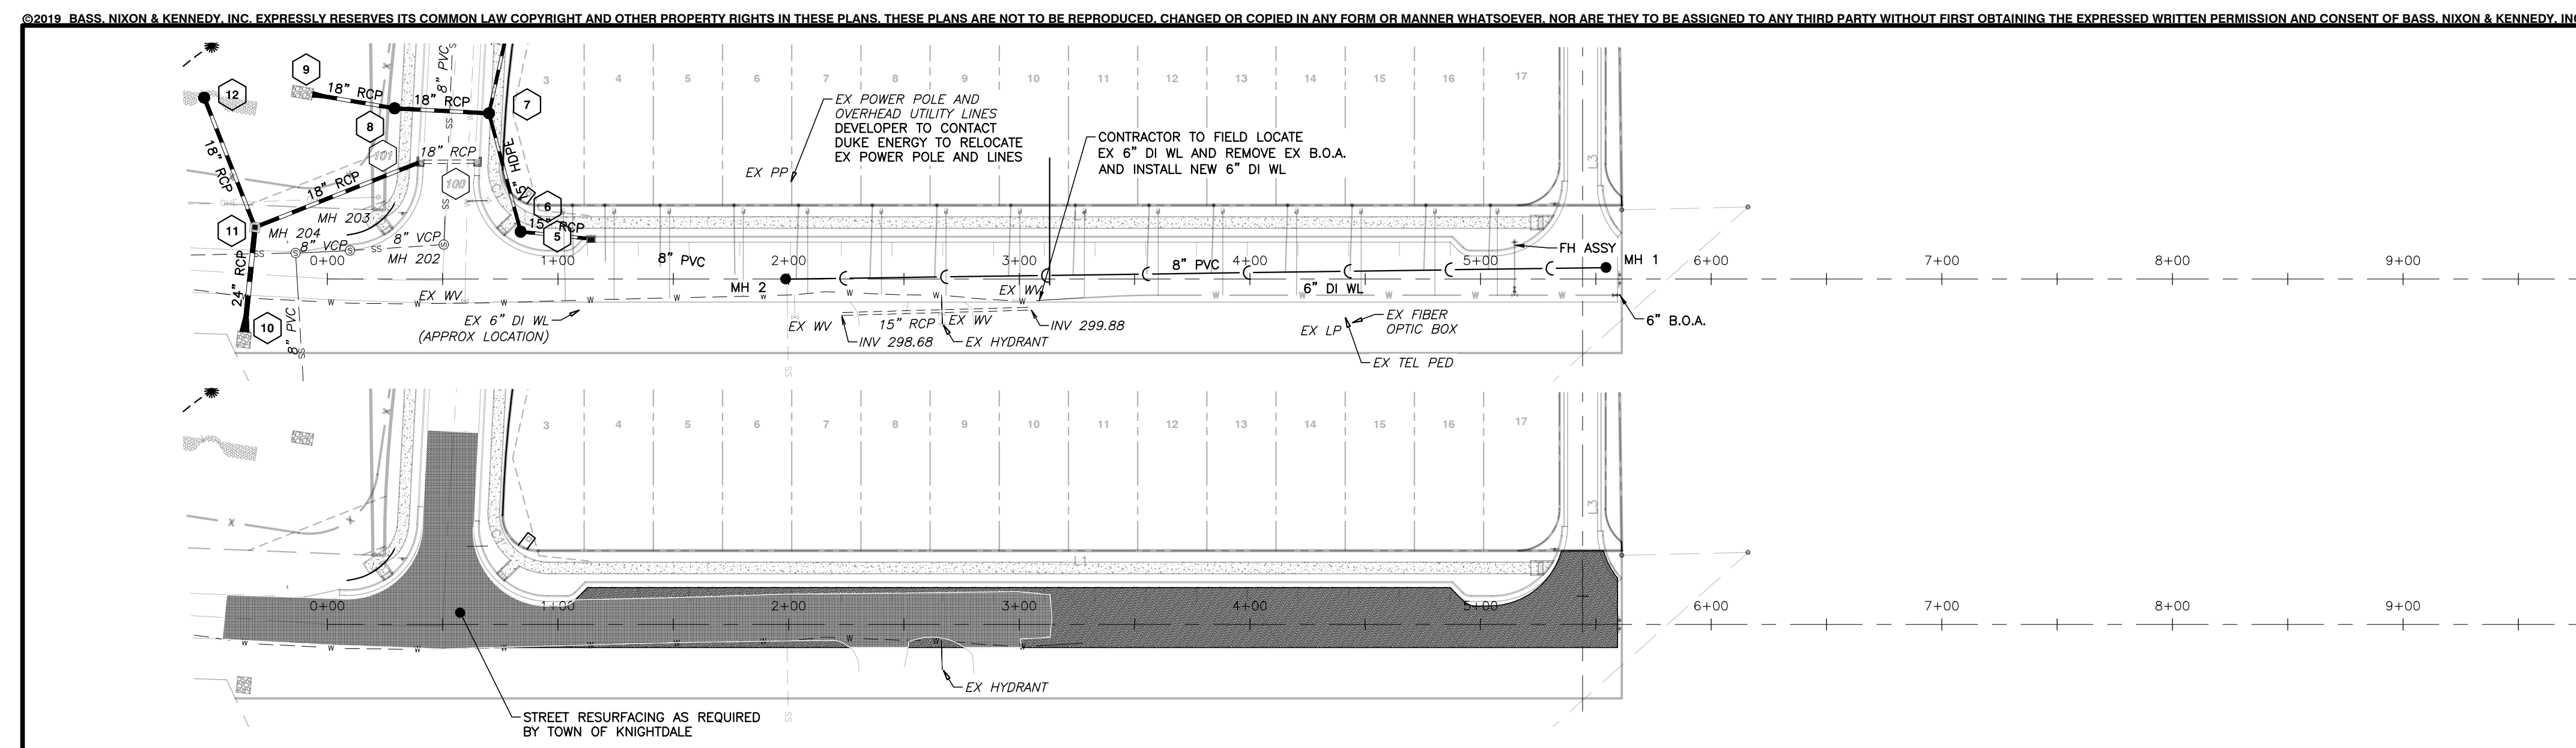 ©2019 BASS, NIXON & KENNEDY, INC. EXPRESSLY RESERVES ITS COMMON LAW COPYRIGHT AND OTHER PROPERTY RIGHTS IN THESE PLANS. THESE PLANS ARE NOT TO BE REPRODUCED, CHANGED OR COPIED IN ANY FORM OR MANNER WHATSOEVER, NOR ARE THEY TO BE ASSIGNED TO ANY THIRD PARTY WITHOUT FIRST OBTAINING THE EXPRESSED WRITTEN PERMISSION AND CONSENT OF BASS, NIXON & KENNEDY, INC
9
12
18" RCP
18" RCP
8" PVC
SS
7
8
101
18" RCP
100
18" RCP
18" RCP
15" HDPE
6
15" RCP
5
MH 203
11
MH 204
8" VCP
8" VCP
SS
MH 202
24" RCP
10
8" PVC
SS
3 4 5 6 7 8 9 10 11 12 13 14 15 16 17
EX POWER POLE AND
OVERHEAD UTILITY LINES
DEVELOPER TO CONTACT
DUKE ENERGY TO RELOCATE
EX POWER POLE AND LINES
EX PP
CONTRACTOR TO FIELD LOCATE
EX 6" DI WL AND REMOVE EX B.O.A.
AND INSTALL NEW 6" DI WL
L3
L1
FH ASSY
MH 1
0+00 1+00 2+00 3+00 4+00 5+00 6+00 7+00 8+00 9+00
8" PVC
8" PVC
MH 2
EX WV
EX WV
6" DI WL
EX 6" DI WL
(APPROX LOCATION)
EX WV
15" RCP
EX WV
INV 299.88
INV 298.68
EX HYDRANT
EX LP
EX FIBER
OPTIC BOX
EX TEL PED
6" B.O.A.
SS
3 4 5 6 7 8 9 10 11 12 13 14 15 16 17
L3
C1
L1
0+00 1+00 2+00 3+00 4+00 5+00 6+00 7+00 8+00 9+00
EX HYDRANT
STREET RESURFACING AS REQUIRED
BY TOWN OF KNIGHTDALE
SS